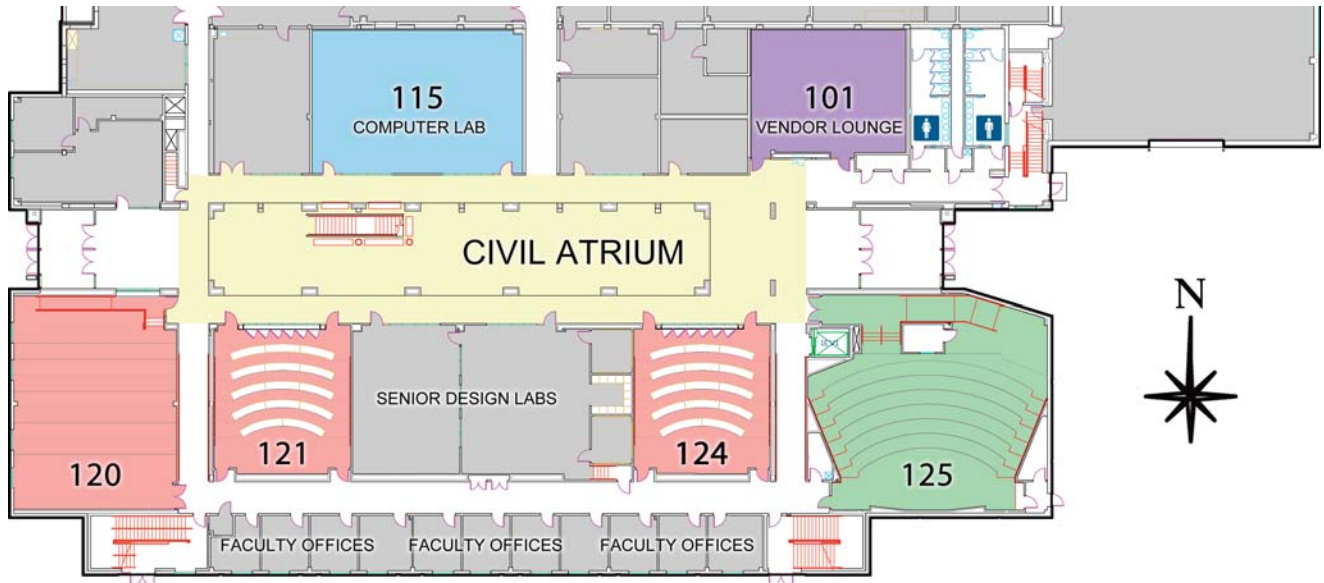 115
COMPUTER LAB
101
VENDOR LOUNGE
CIVIL ATRIUM
N
SENIOR DESIGN LABS
120
121
124
125
FACULTY OFFICES
FACULTY OFFICES
FACULTY OFFICES